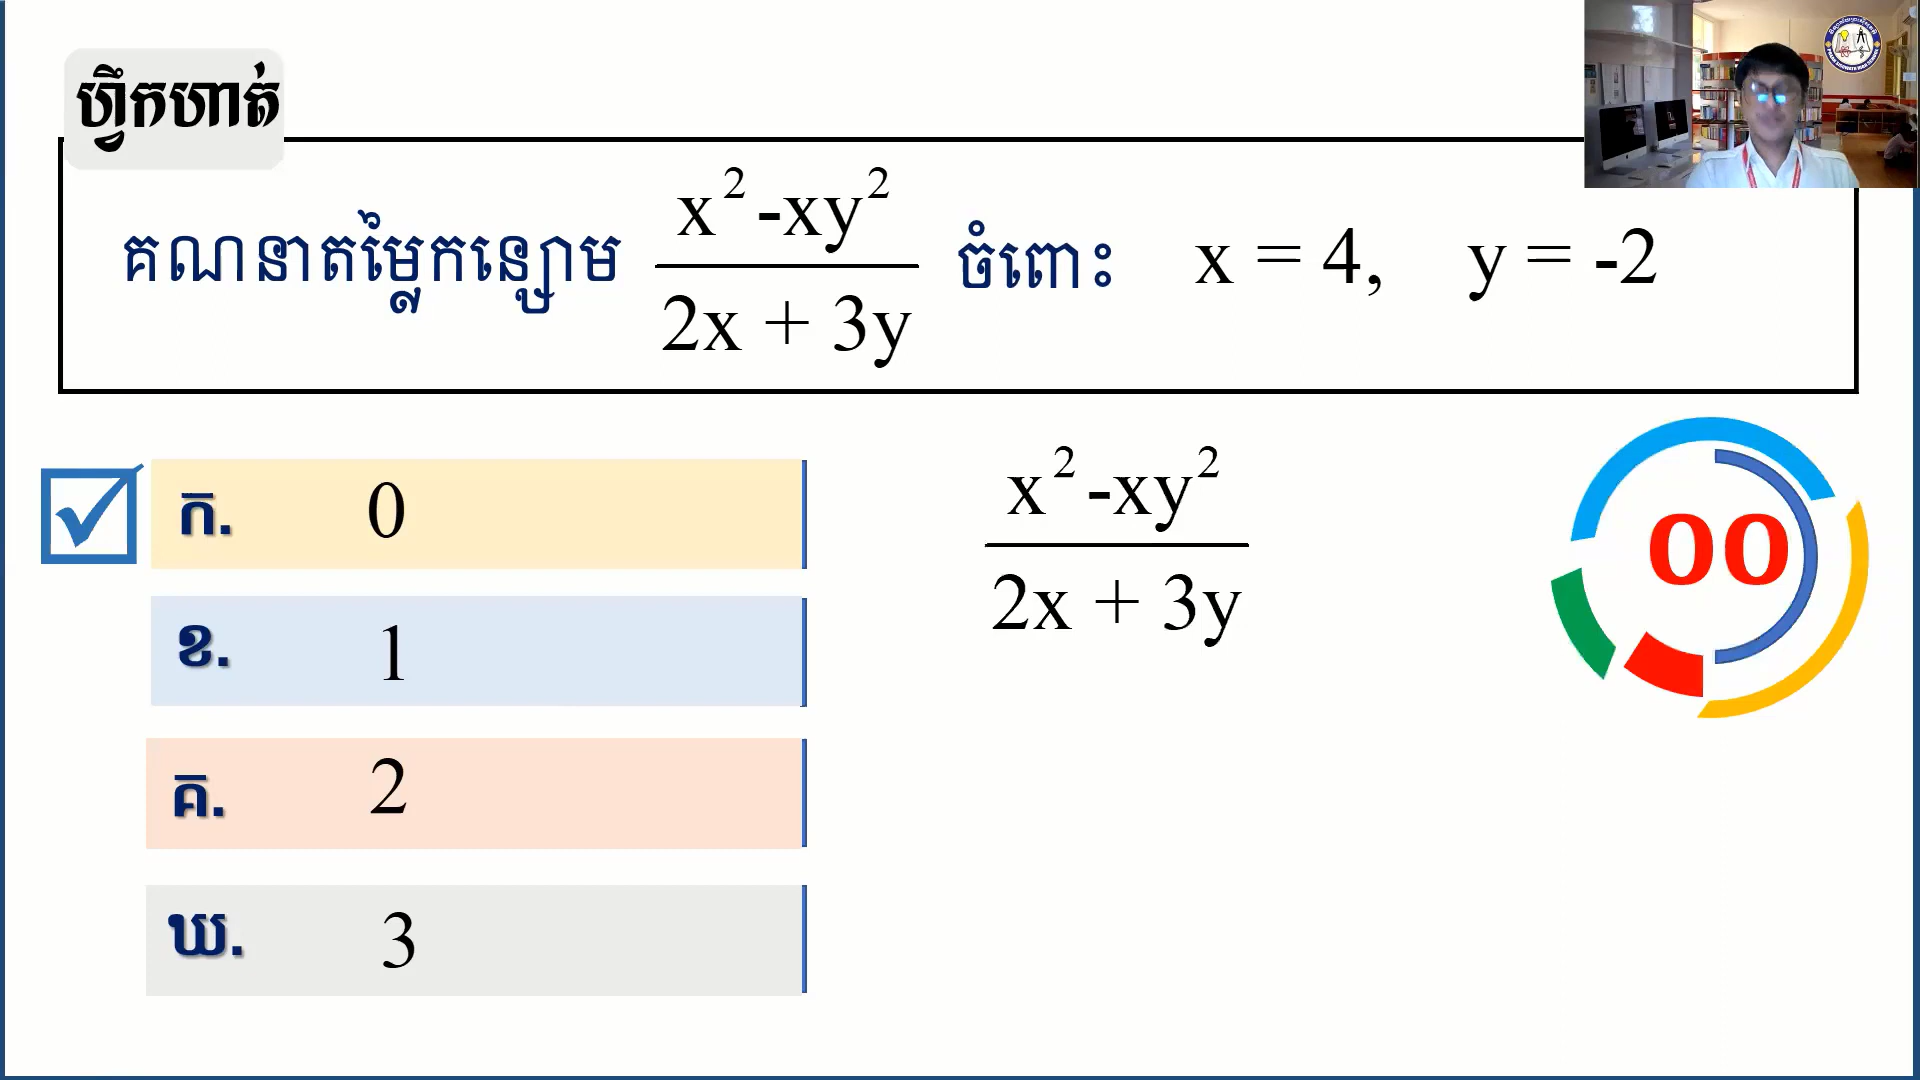 ហ្វឹកហាត់
គណនាតម្លៃកន្សោម x²-xy² / 2x + 3y ចំពោះ x = 4, y = -2
ក. 0
ខ. 1
គ. 2
ឃ. 3
x²-xy² / 2x + 3y
00